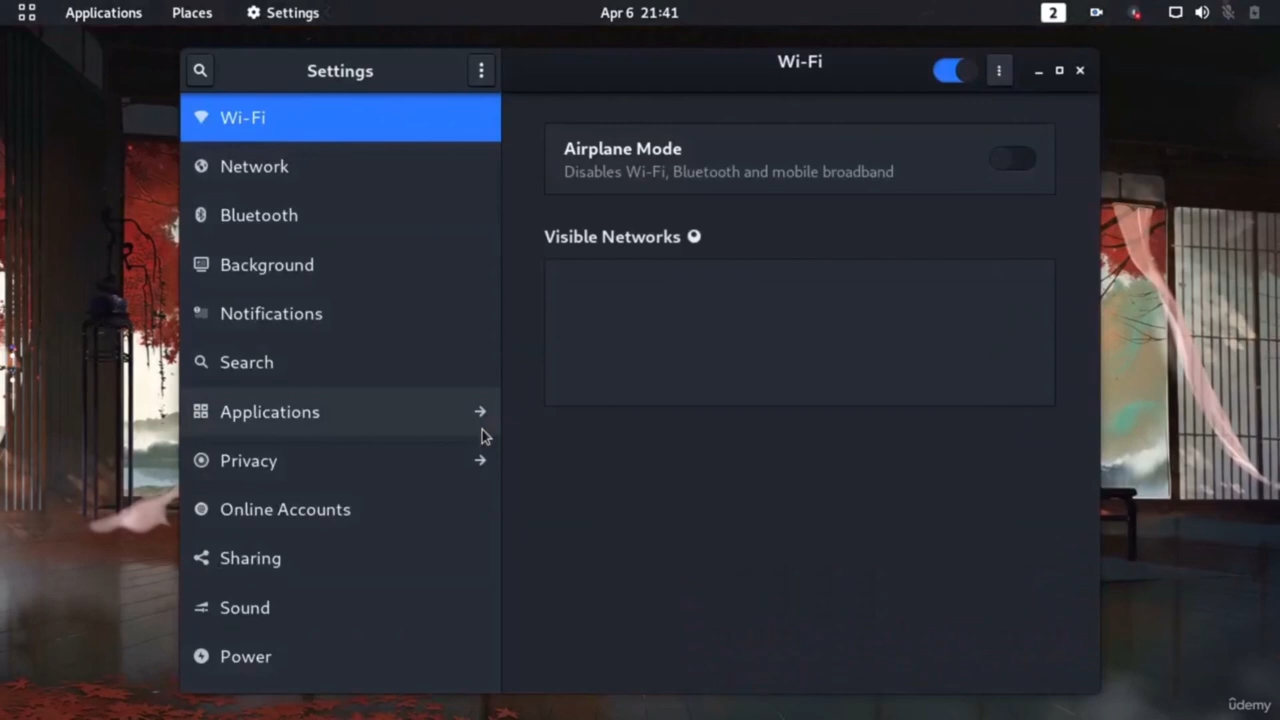 Applications Places Settings Apr 6 21:41 2
Settings
Wi-Fi
Wi-Fi
Network
Bluetooth
Background
Notifications
Search
Applications
Privacy
Online Accounts
Sharing
Sound
Power
Airplane Mode
Disables Wi-Fi, Bluetooth and mobile broadband
Visible Networks
ûdemy